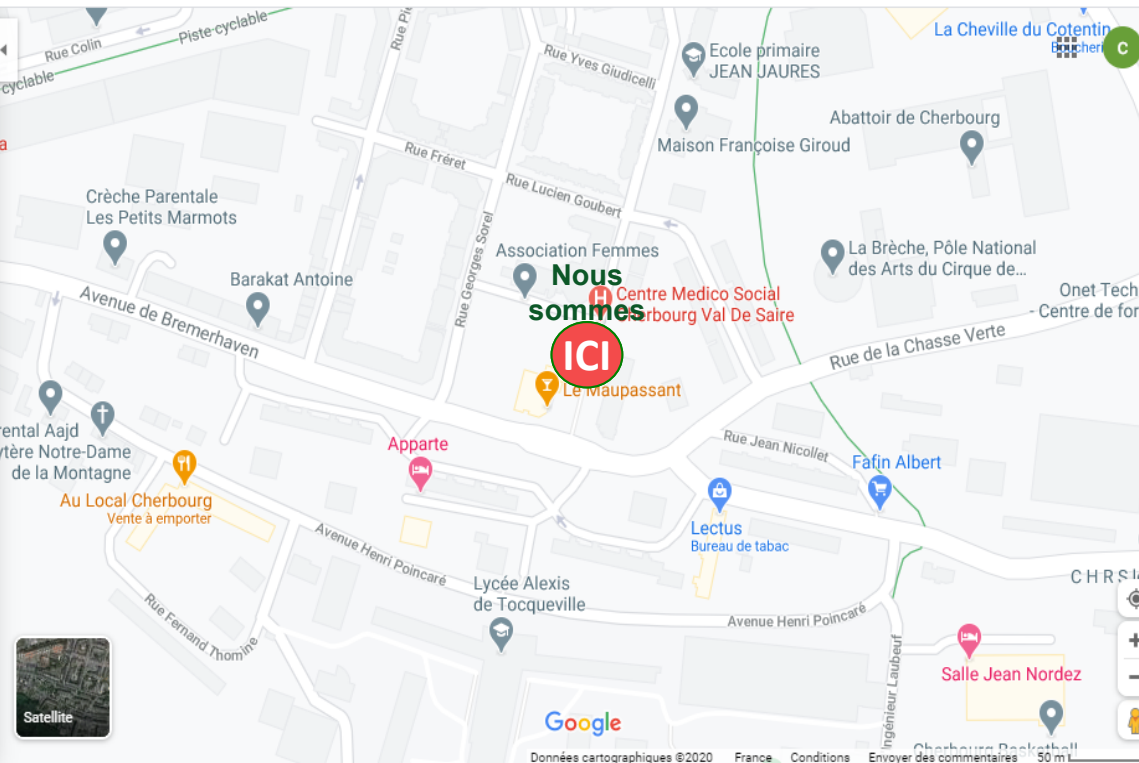 Rue Colin
Piste cyclable
cyclable
Rue Yves Giudicelli
Ecole primaire
JEAN JAURES
La Cheville du Cotentin
C
Maison Françoise Giroud
Abattoir de Cherbourg
Rue Fréret
Rue Lucien Goubert
Crèche Parentale
Les Petits Marmots
Rue Georges Sorel
Association Femmes
Barakat Antoine
Nous
sommes
ICI
H
Centre Medico Social
Cherbourg Val De Saire
La Brèche, Pôle National
des Arts du Cirque de...
Onet Tech
- Centre de for
Avenue de Bremerhaven
Rue de la Chasse Verte
Le Maupassant
Apparte
Rue Jean Nicollet
Fafin Albert
rental Aajd
ytère Notre-Dame
de la Montagne
Au Local Cherbourg
Vente à emporter
Lectus
Bureau de tabac
Avenue Henri Poincaré
Lycée Alexis
de Tocqueville
Avenue Henri Poincaré
CHRS
Rue Fernand Thomine
Ingénieur Laubeuf
Salle Jean Nordez
Satellite
Google
Cherbourg Basketball
Données cartographiques ©2020 France Conditions Envoyer des commentaires 50 m